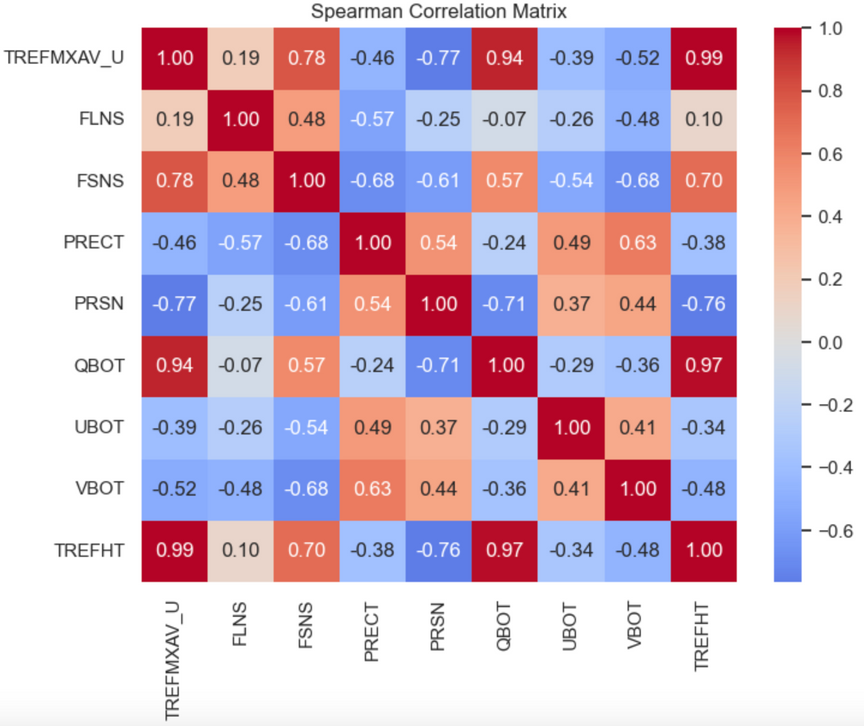 Spearman Correlation Matrix
TREFMXAV_U 1.00 0.19 0.78 -0.46 -0.77 0.94 -0.39 -0.52 0.99
FLNS 0.19 1.00 0.48 -0.57 -0.25 -0.07 -0.26 -0.48 0.10
FSNS 0.78 0.48 1.00 -0.68 -0.61 0.57 -0.54 -0.68 0.70
PRECT -0.46 -0.57 -0.68 1.00 0.54 -0.24 0.49 0.63 -0.38
PRSN -0.77 -0.25 -0.61 0.54 1.00 -0.71 0.37 0.44 -0.76
QBOT 0.94 -0.07 0.57 -0.24 -0.71 1.00 -0.29 -0.36 0.97
UBOT -0.39 -0.26 -0.54 0.49 0.37 -0.29 1.00 0.41 -0.34
VBOT -0.52 -0.48 -0.68 0.63 0.44 -0.36 0.41 1.00 -0.48
TREFHT 0.99 0.10 0.70 -0.38 -0.76 0.97 -0.34 -0.48 1.00
TREFMXAV_U FLNS FSNS PRECT PRSN QBOT UBOT VBOT TREFHT
1.0
0.8
0.6
0.4
0.2
0.0
−0.2
−0.4
−0.6